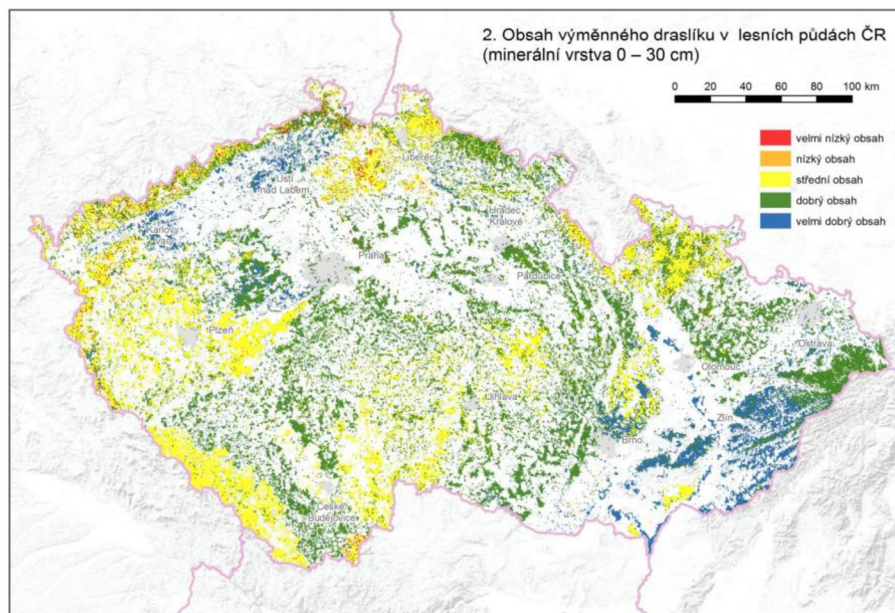 2. Obsah výměnného draslíku v lesních půdách ČR
(minerální vrstva 0 – 30 cm)
0 20 40 60 80 100 km
velmi nízký obsah
nízký obsah
střední obsah
dobrý obsah
velmi dobrý obsah
Liberec
Ústí
nad Labem
Karlovy
Vary
Hradec
Králové
Praha
Pardubice
Plzeň
Ostrava
Olomouc
Jihlava
Zlín
Brno
České
Budějovice